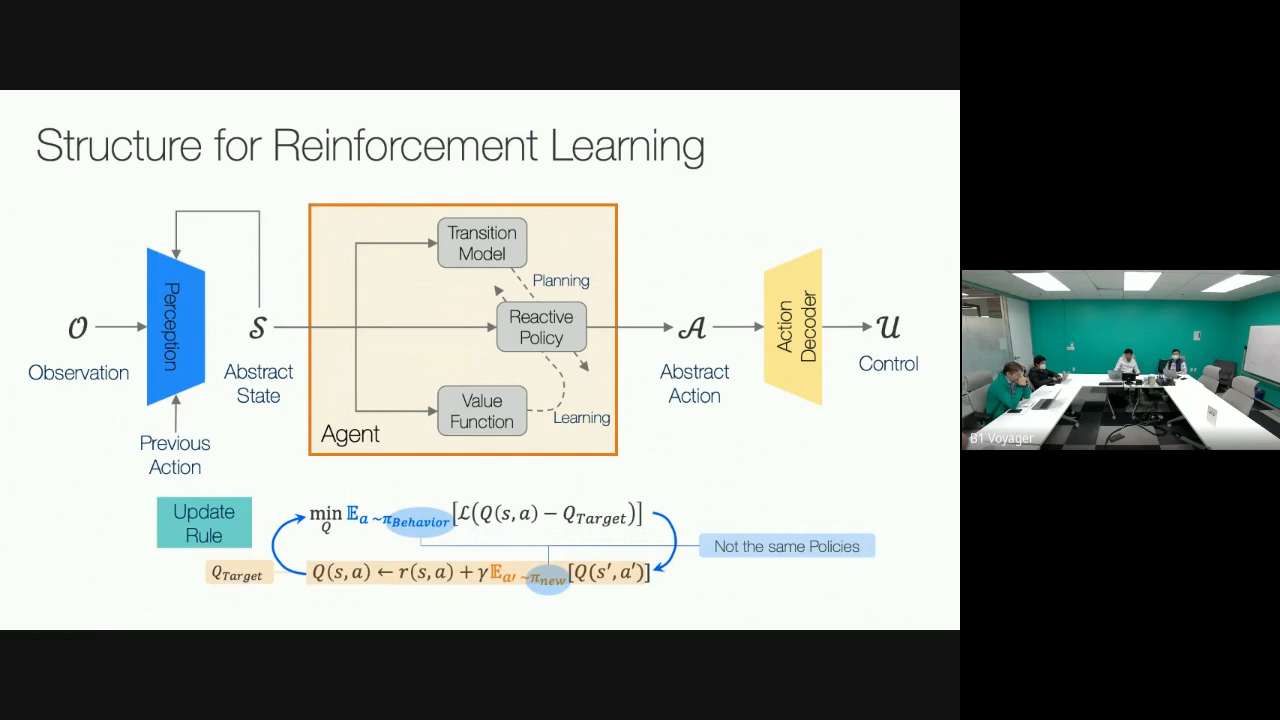 Structure for Reinforcement Learning
Transition
Model
Planning
Perception
Reactive
Policy
Action
Decoder
𝒪
𝒮
𝒜
𝒰
Observation
Abstract
State
Abstract
Action
Control
Value
Function
Learning
Agent
Previous
Action
Update
Rule
min_Q 𝔼_{a~π_Behavior}[ℒ(Q(s,a) − Q_Target)]
Not the same Policies
Q_Target
Q(s,a) ← r(s,a) + γ𝔼_{a′~π_new}[Q(s′,a′)]
B1 Voyager